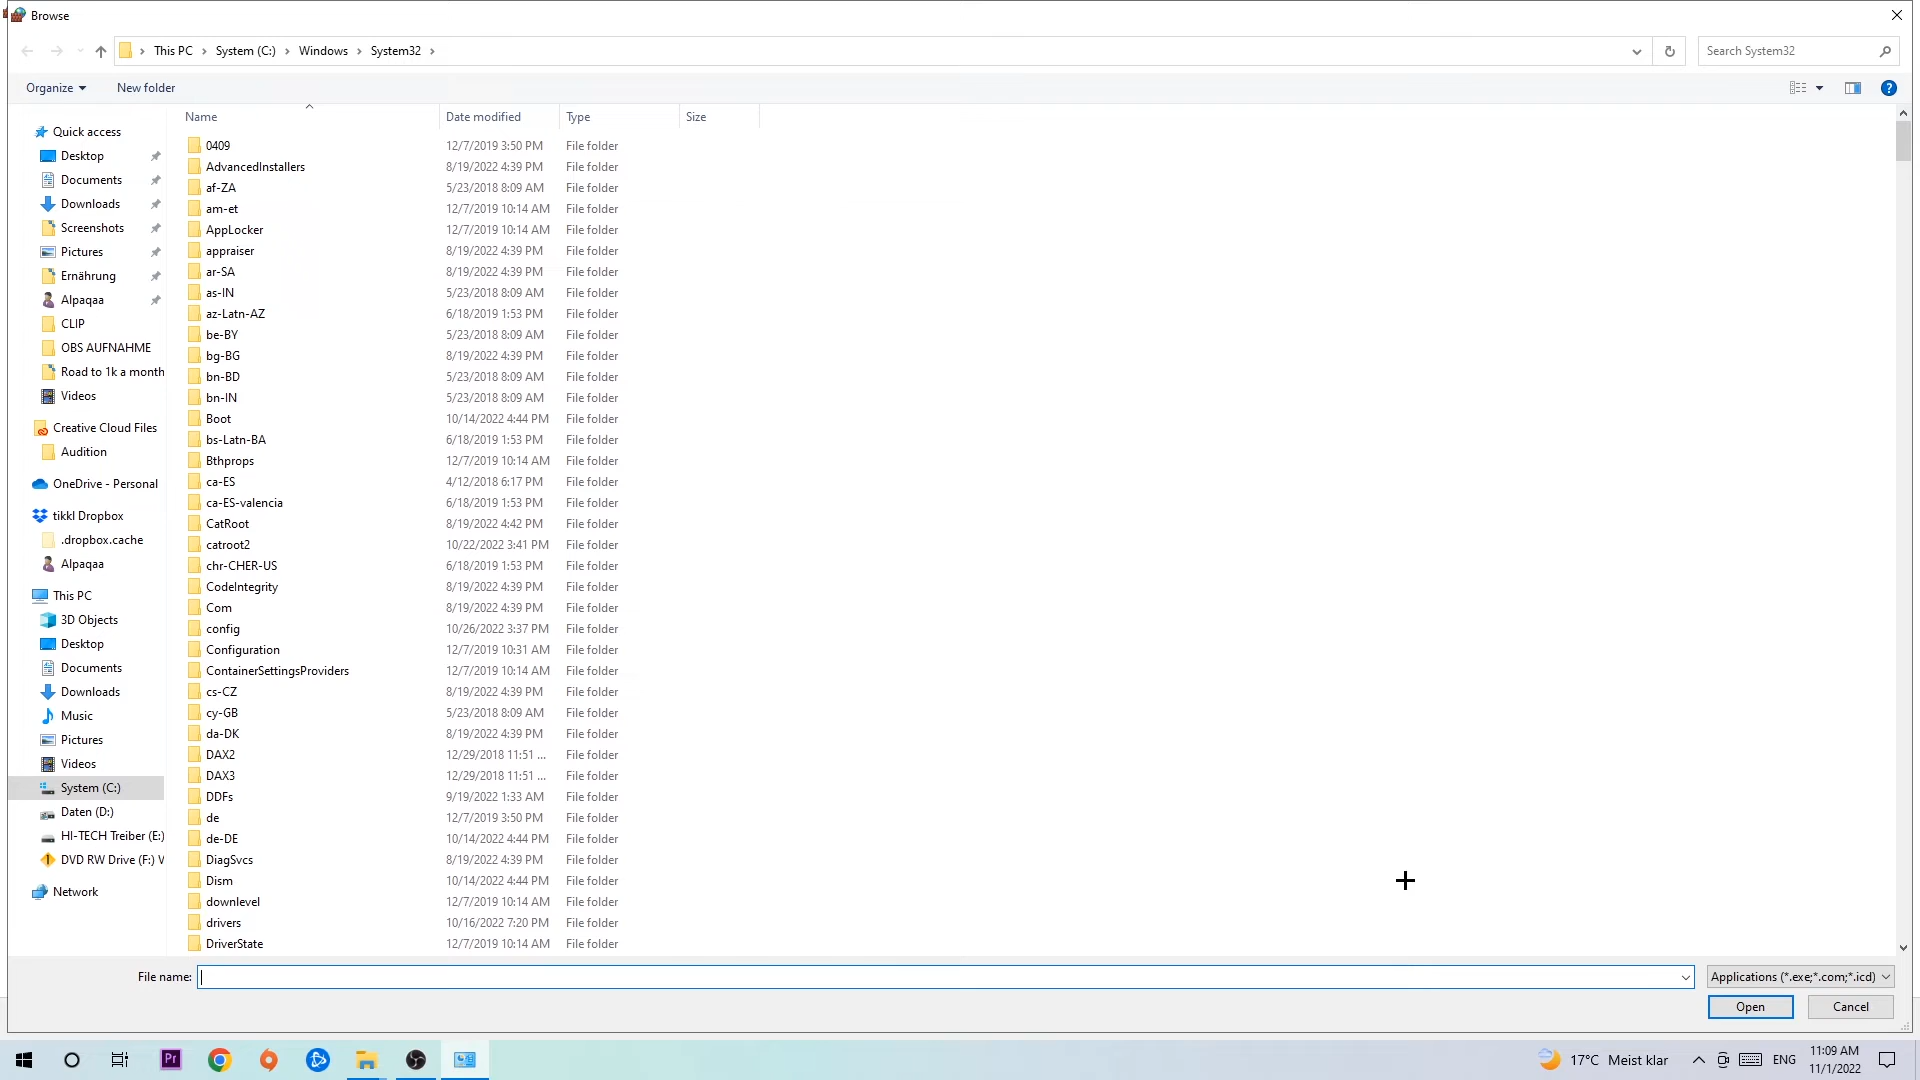 Browse
This PC > System (C:) > Windows > System32 >
Search System32
Organize
New folder
Name Date modified Type Size
Quick access
Desktop
Documents
Downloads
Screenshots
Pictures
Ernährung
Alpaqaa
CLIP
OBS AUFNAHME
Road to 1k a month
Videos
Creative Cloud Files
Audition
OneDrive - Personal
tikkl Dropbox
.dropbox.cache
Alpaqaa
This PC
3D Objects
Desktop
Documents
Downloads
Music
Pictures
Videos
System (C:)
Daten (D:)
HI-TECH Treiber (E:)
DVD RW Drive (F:) V
Network
0409 12/7/2019 3:50 PM File folder
AdvancedInstallers 8/19/2022 4:39 PM File folder
af-ZA 5/23/2018 8:09 AM File folder
am-et 12/7/2019 10:14 AM File folder
AppLocker 12/7/2019 10:14 AM File folder
appraiser 8/19/2022 4:39 PM File folder
ar-SA 8/19/2022 4:39 PM File folder
as-IN 5/23/2018 8:09 AM File folder
az-Latn-AZ 6/18/2019 1:53 PM File folder
be-BY 5/23/2018 8:09 AM File folder
bg-BG 8/19/2022 4:39 PM File folder
bn-BD 5/23/2018 8:09 AM File folder
bn-IN 5/23/2018 8:09 AM File folder
Boot 10/14/2022 4:44 PM File folder
bs-Latn-BA 6/18/2019 1:53 PM File folder
Bthprops 12/7/2019 10:14 AM File folder
ca-ES 4/12/2018 6:17 PM File folder
ca-ES-valencia 6/18/2019 1:53 PM File folder
CatRoot 8/19/2022 4:42 PM File folder
catroot2 10/22/2022 3:41 PM File folder
chr-CHER-US 6/18/2019 1:53 PM File folder
CodeIntegrity 8/19/2022 4:39 PM File folder
Com 8/19/2022 4:39 PM File folder
config 10/26/2022 3:37 PM File folder
Configuration 12/7/2019 10:31 AM File folder
ContainerSettingsProviders 12/7/2019 10:14 AM File folder
cs-CZ 8/19/2022 4:39 PM File folder
cy-GB 5/23/2018 8:09 AM File folder
da-DK 8/19/2022 4:39 PM File folder
DAX2 12/29/2018 11:51 ... File folder
DAX3 12/29/2018 11:51 ... File folder
DDFs 9/19/2022 1:33 AM File folder
de 12/7/2019 3:50 PM File folder
de-DE 10/14/2022 4:44 PM File folder
DiagSvcs 8/19/2022 4:39 PM File folder
Dism 10/14/2022 4:44 PM File folder
downlevel 12/7/2019 10:14 AM File folder
drivers 10/16/2022 7:20 PM File folder
DriverState 12/7/2019 10:14 AM File folder
File name:
Applications (*.exe;*.com;*.icd)
Open
Cancel
Pr
17°C Meist klar
ENG
11:09 AM
11/1/2022